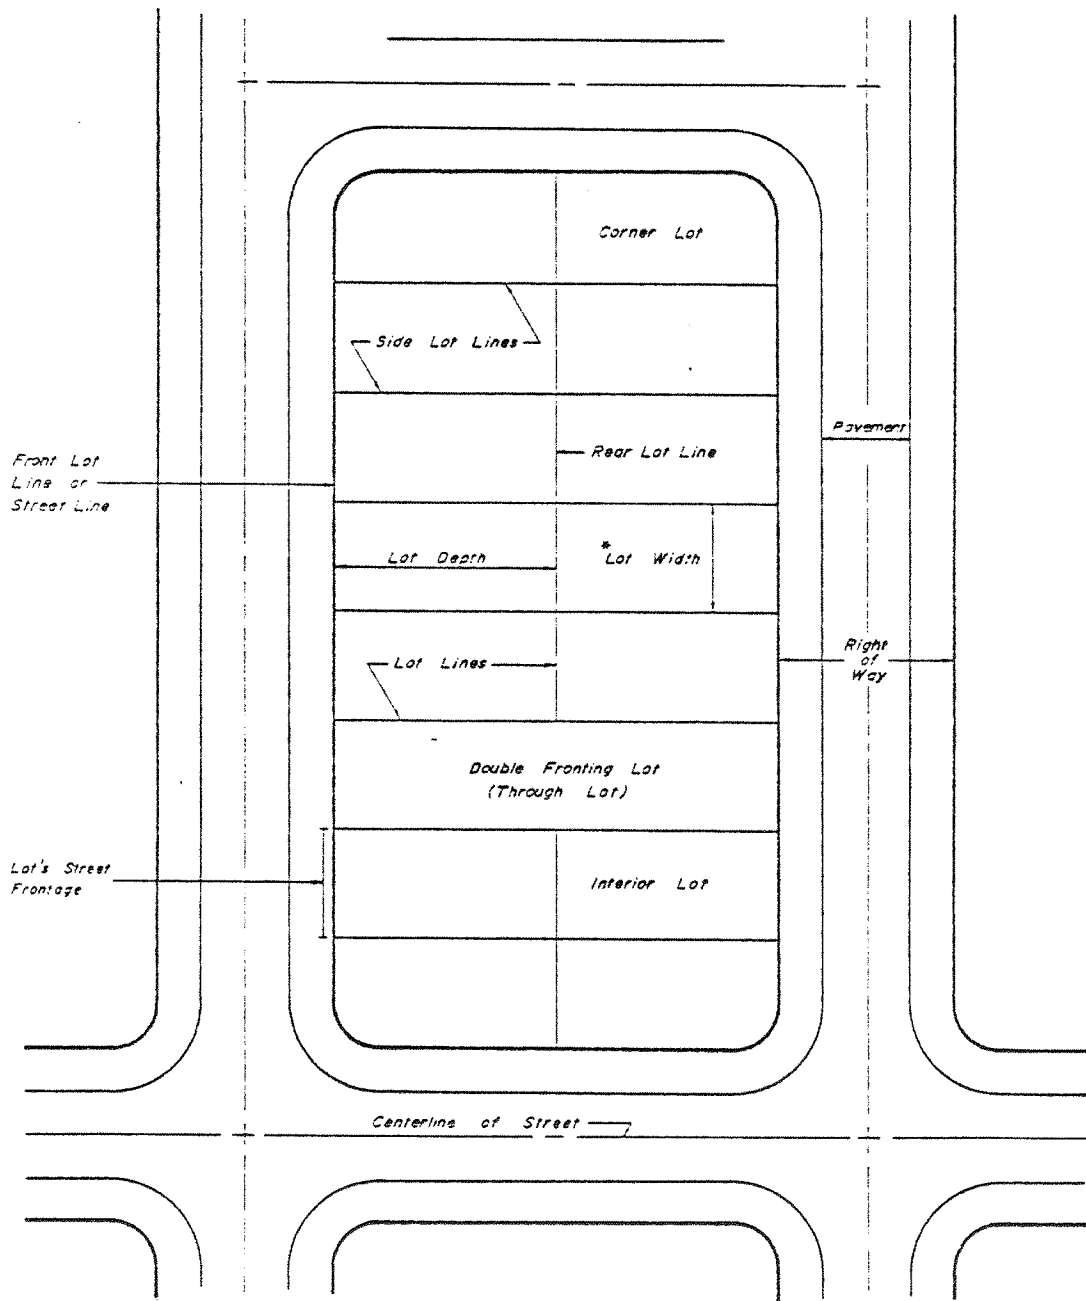 Corner Lot
Side Lot Lines
Pavement
Rear Lot Line
Front Lot
Line or
Street Line
Lot Depth
* Lot Width
Right
of
Way
Lot Lines
Double Fronting Lot
(Through Lot)
Lot's Street
Frontage
Interior Lot
Centerline of Street